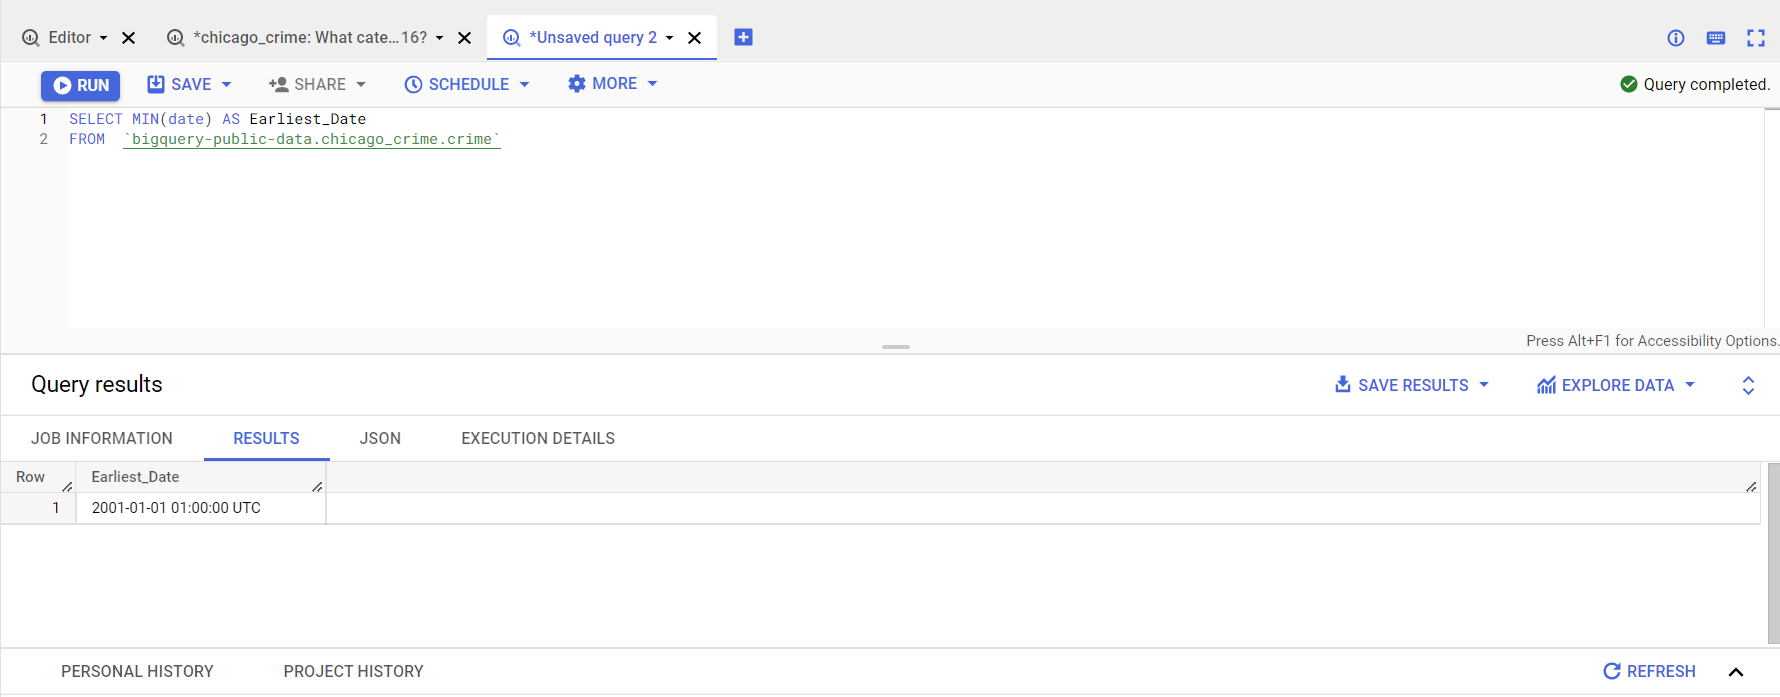 Editor *chicago_crime: What cate...16? *Unsaved query 2
RUN SAVE SHARE SCHEDULE MORE Query completed.
1 SELECT MIN(date) AS Earliest_Date
2 FROM `bigquery-public-data.chicago_crime.crime`
Press Alt+F1 for Accessibility Options.
Query results SAVE RESULTS EXPLORE DATA
JOB INFORMATION RESULTS JSON EXECUTION DETAILS
Row Earliest_Date
1 2001-01-01 01:00:00 UTC
PERSONAL HISTORY PROJECT HISTORY REFRESH